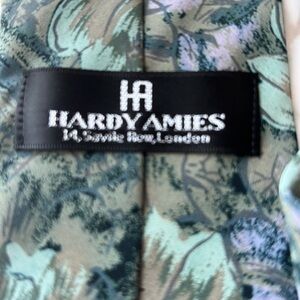 HA
HARDY AMIES
14, Savile Row, London